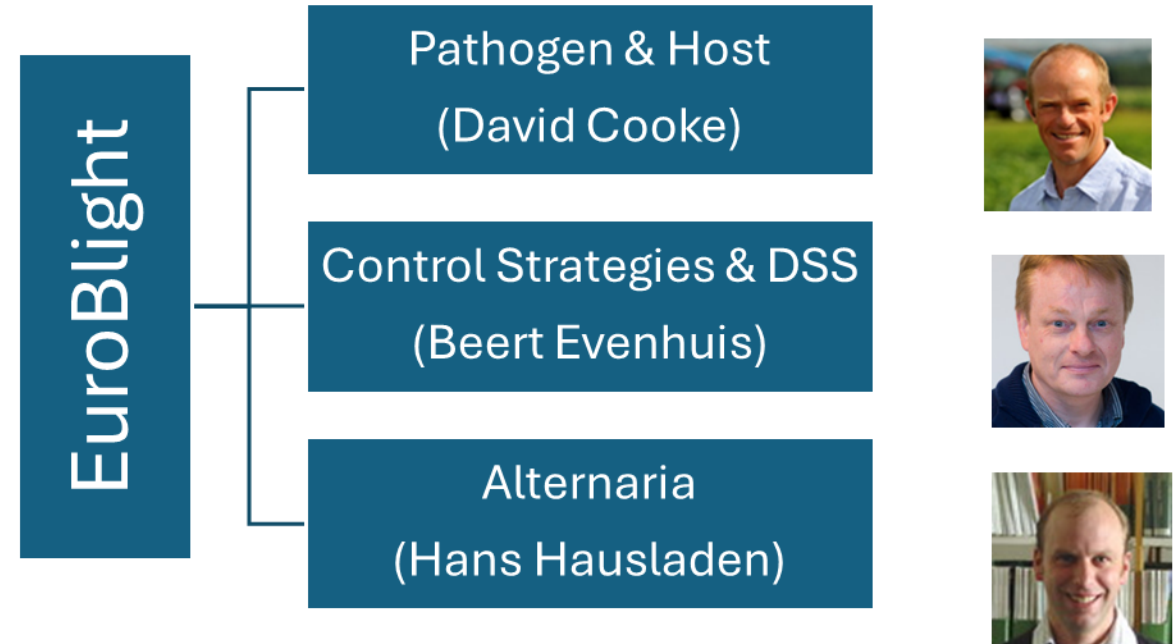 EuroBlight
Pathogen & Host
(David Cooke)
Control Strategies & DSS
(Beert Evenhuis)
Alternaria
(Hans Hausladen)